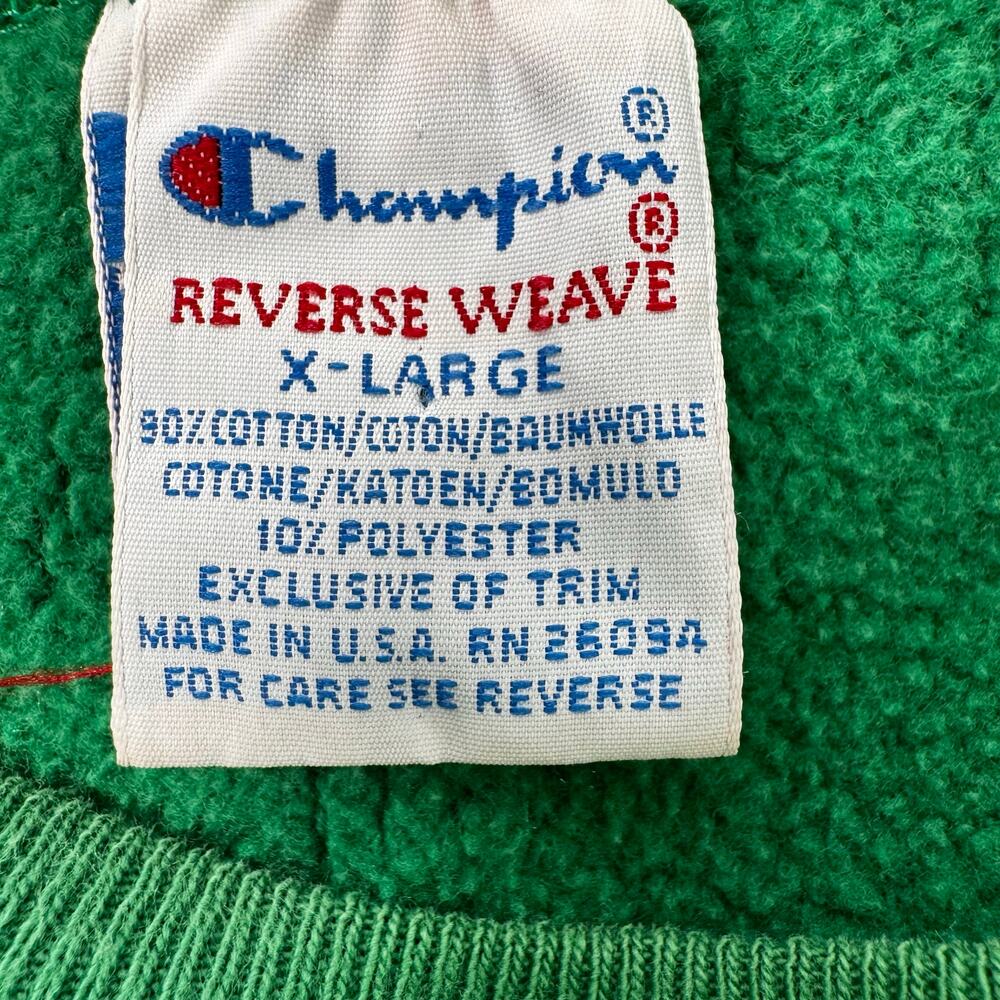 Champion®
REVERSE WEAVE®
X-LARGE
90% COTTON/COTON/BAUMWOLLE
COTONE/KATOEN/BOMULD
10% POLYESTER
EXCLUSIVE OF TRIM
MADE IN U.S.A. RN 26094
FOR CARE SEE REVERSE